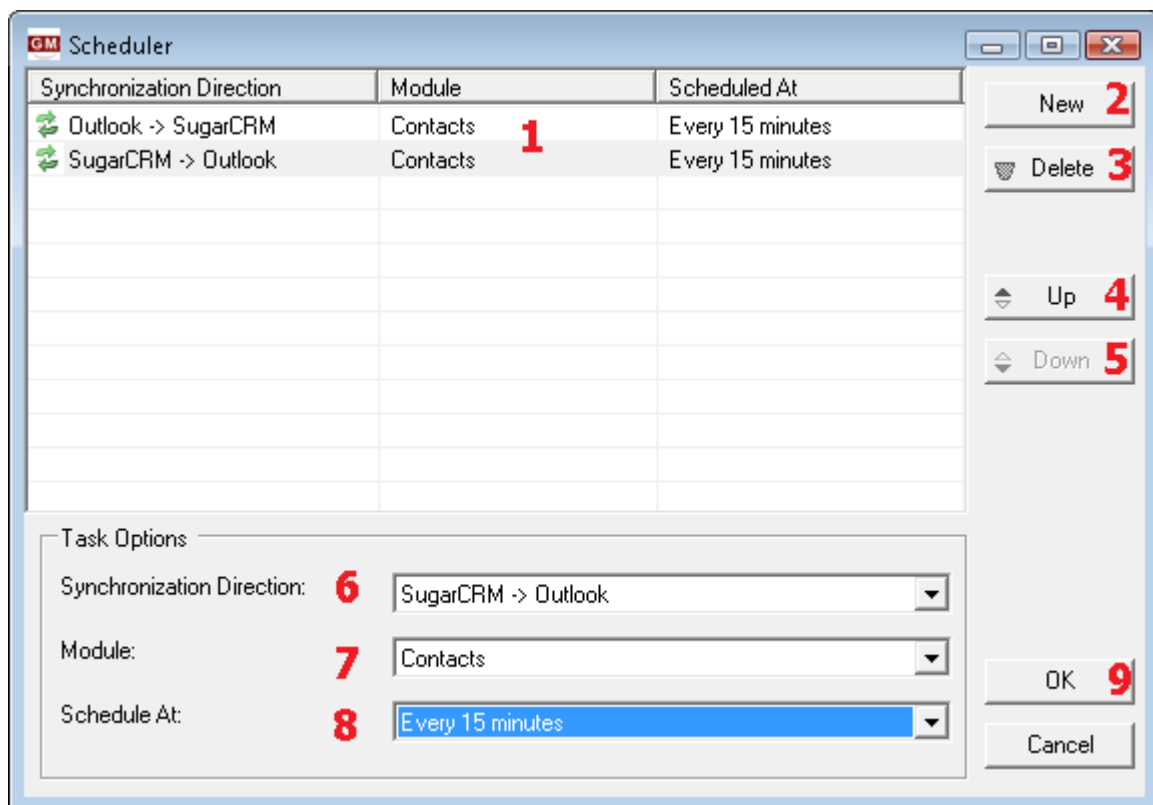 GM Scheduler
Synchronization Direction Module Scheduled At
Outlook -> SugarCRM Contacts 1 Every 15 minutes
SugarCRM -> Outlook Contacts Every 15 minutes
New 2
Delete 3
Up 4
Down 5
Task Options
Synchronization Direction: 6 SugarCRM -> Outlook
Module: 7 Contacts
Schedule At: 8 Every 15 minutes
OK 9
Cancel